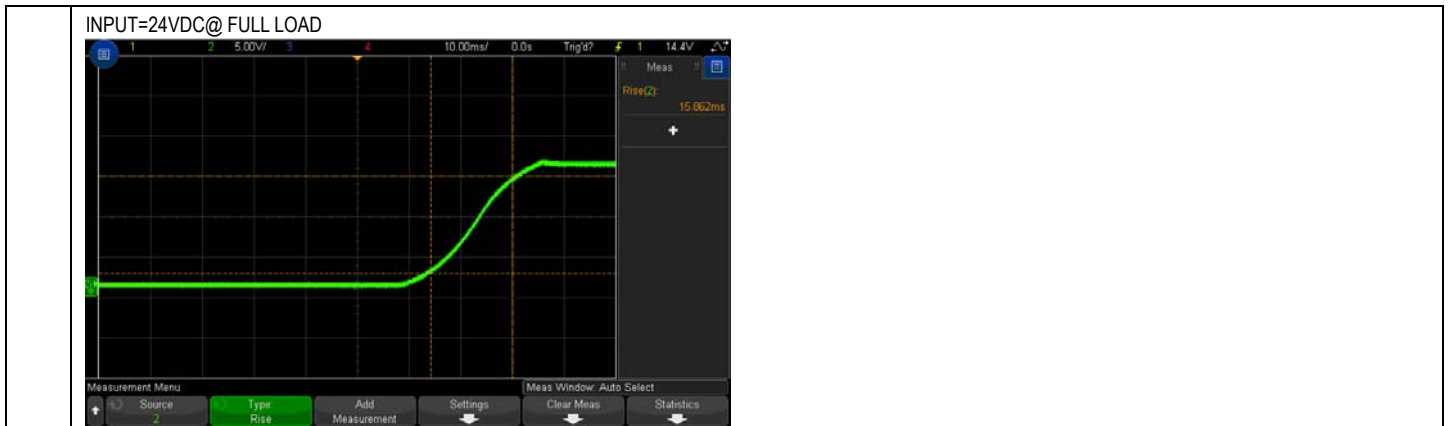 INPUT=24VDC@ FULL LOAD
1 2 5.00V/ 3 4 10.00ms/ 0.0s Trig'd? 1 14.4V
Meas
Rise(2):
15.062ms
Measurement Menu
Meas Window: Auto Select
Source
2
Type:
Rise
Add
Measurement
Settings
Clear Meas
Statistics